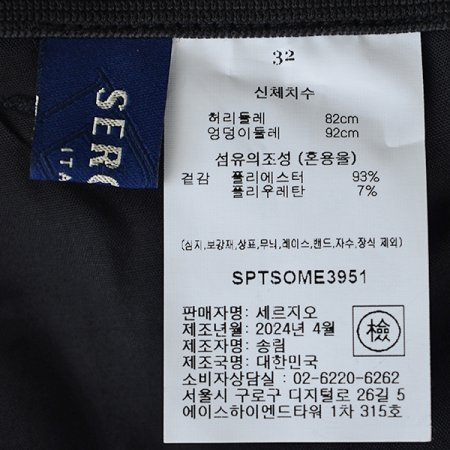 SERG
ITA
32
신체치수
허리둘레 82cm
엉덩이둘레 92cm
섬유의조성 (혼용율)
겉감 폴리에스터 93%
폴리우레탄 7%
(심지,보강재,상표,무늬,레이스,밴드,자수,장식 제외)
SPTSOME3951
판매자명: 세르지오
제조년월: 2024년 4월
제조자명: 송림
제조국명: 대한민국
소비자상담실: 02-6220-6262
서울시 구로구 디지털로 26길 5
에이스하이엔드타워 1차 315호
檢